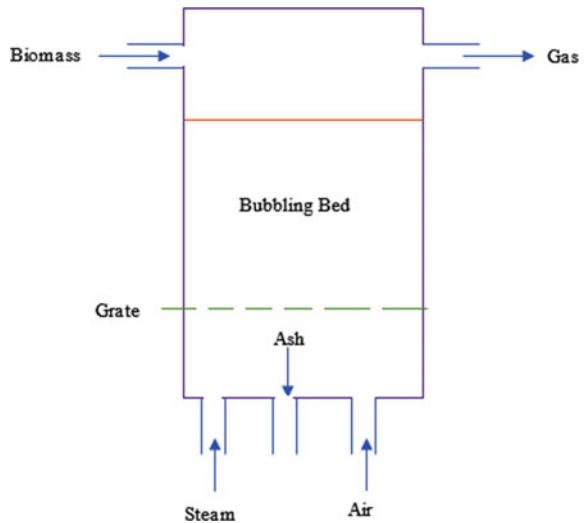 Biomass
Gas
Bubbling Bed
Grate
Ash
Steam
Air